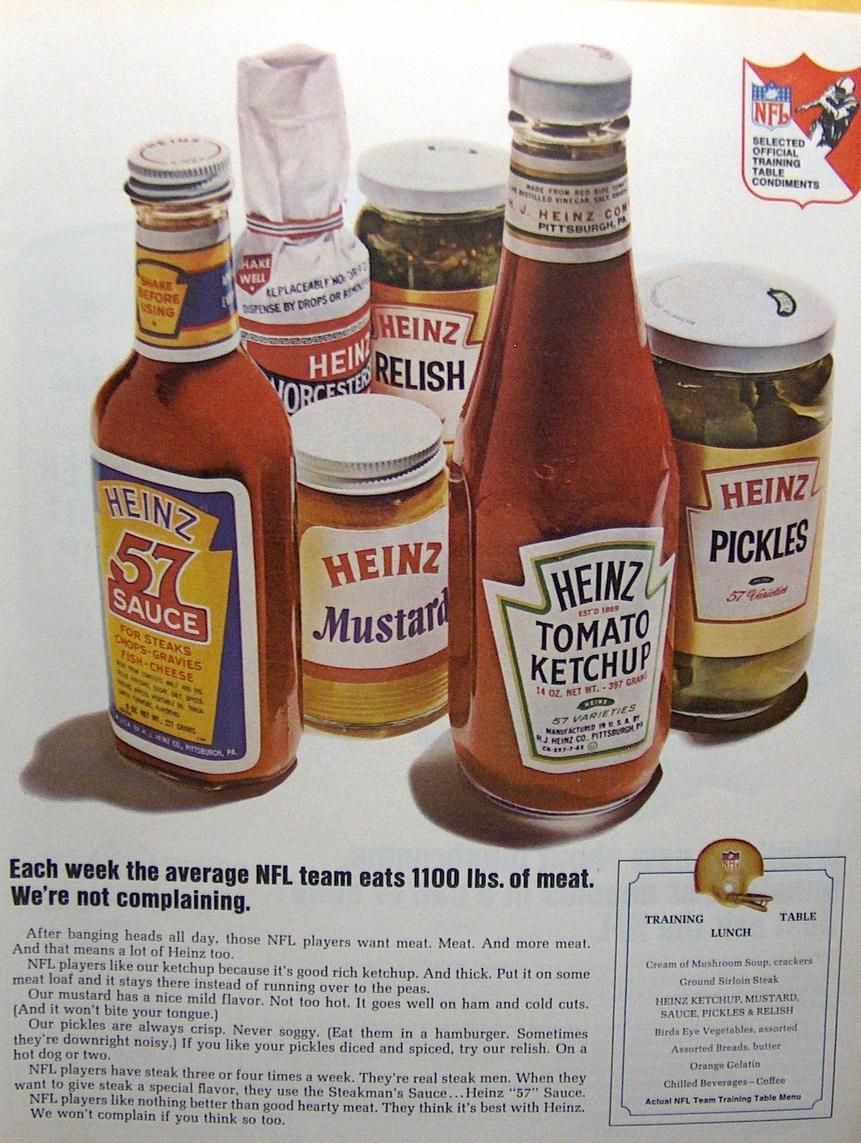 NFL
SELECTED
OFFICIAL
TRAINING
TABLE
CONDIMENTS
HEINZ
SHAKE
BEFORE
USING
HEINZ
57
SAUCE
FOR STEAKS
CHOPS-GRAVIES
FISH-CHEESE
H. J. HEINZ CO., PITTSBURGH, PA.
SHAKE
WELL
DISPENSE BY DROPS OR
HEINZ
WORCESTERS
HEINZ
RELISH
HEINZ
Mustard
MADE FROM RED RIPE
DISTILLED VINEGAR, SALT,
H. J. HEINZ COM
PITTSBURGH, PA.
HEINZ
EST'D 1869
TOMATO
KETCHUP
14 OZ. NET WT. - 397 GRAMS
HEINZ
57 VARIETIES
MANUFACTURED IN U.S.A. BY
H.J. HEINZ CO., PITTSBURGH, PA.
HEINZ
PICKLES
HEINZ
57 Varieties
Each week the average NFL team eats 1100 lbs. of meat.
We're not complaining.
After banging heads all day, those NFL players want meat. Meat. And more meat.
And that means a lot of Heinz too.
NFL players like our ketchup because it's good rich ketchup. And thick. Put it on some
meat loaf and it stays there instead of running over to the peas.
Our mustard has a nice mild flavor. Not too hot. It goes well on ham and cold cuts.
(And it won't bite your tongue.)
Our pickles are always crisp. Never soggy. (Eat them in a hamburger. Sometimes
they're downright noisy.) If you like your pickles diced and spiced, try our relish. On a
hot dog or two.
NFL players have steak three or four times a week. They're real steak men. When they
want to give steak a special flavor, they use the Steakman's Sauce...Heinz "57" Sauce.
NFL players like nothing better than good hearty meat. They think it's best with Heinz.
We won't complain if you think so too.
NFL
TRAINING TABLE
LUNCH
Cream of Mushroom Soup, crackers
Ground Sirloin Steak
HEINZ KETCHUP, MUSTARD,
SAUCE, PICKLES & RELISH
Birds Eye Vegetables, assorted
Assorted Breads, butter
Orange Gelatin
Chilled Beverages—Coffee
Actual NFL Team Training Table Menu